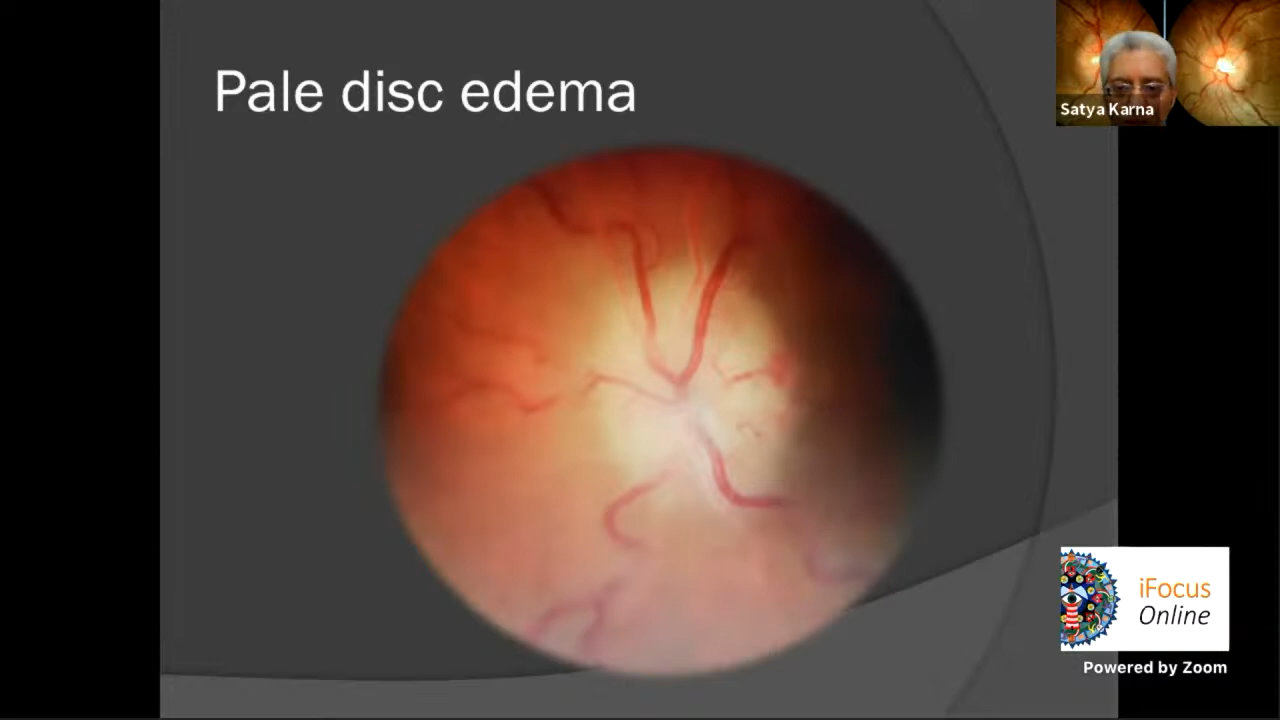 Pale disc edema
Satya Karna
iFocus
Online
Powered by Zoom